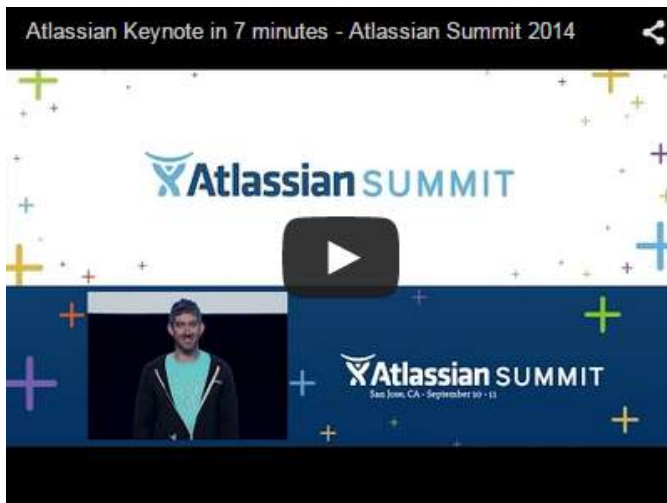 Atlassian Keynote in 7 minutes - Atlassian Summit 2014
Atlassian SUMMIT
Atlassian SUMMIT
San Jose, CA - September 10 - 11